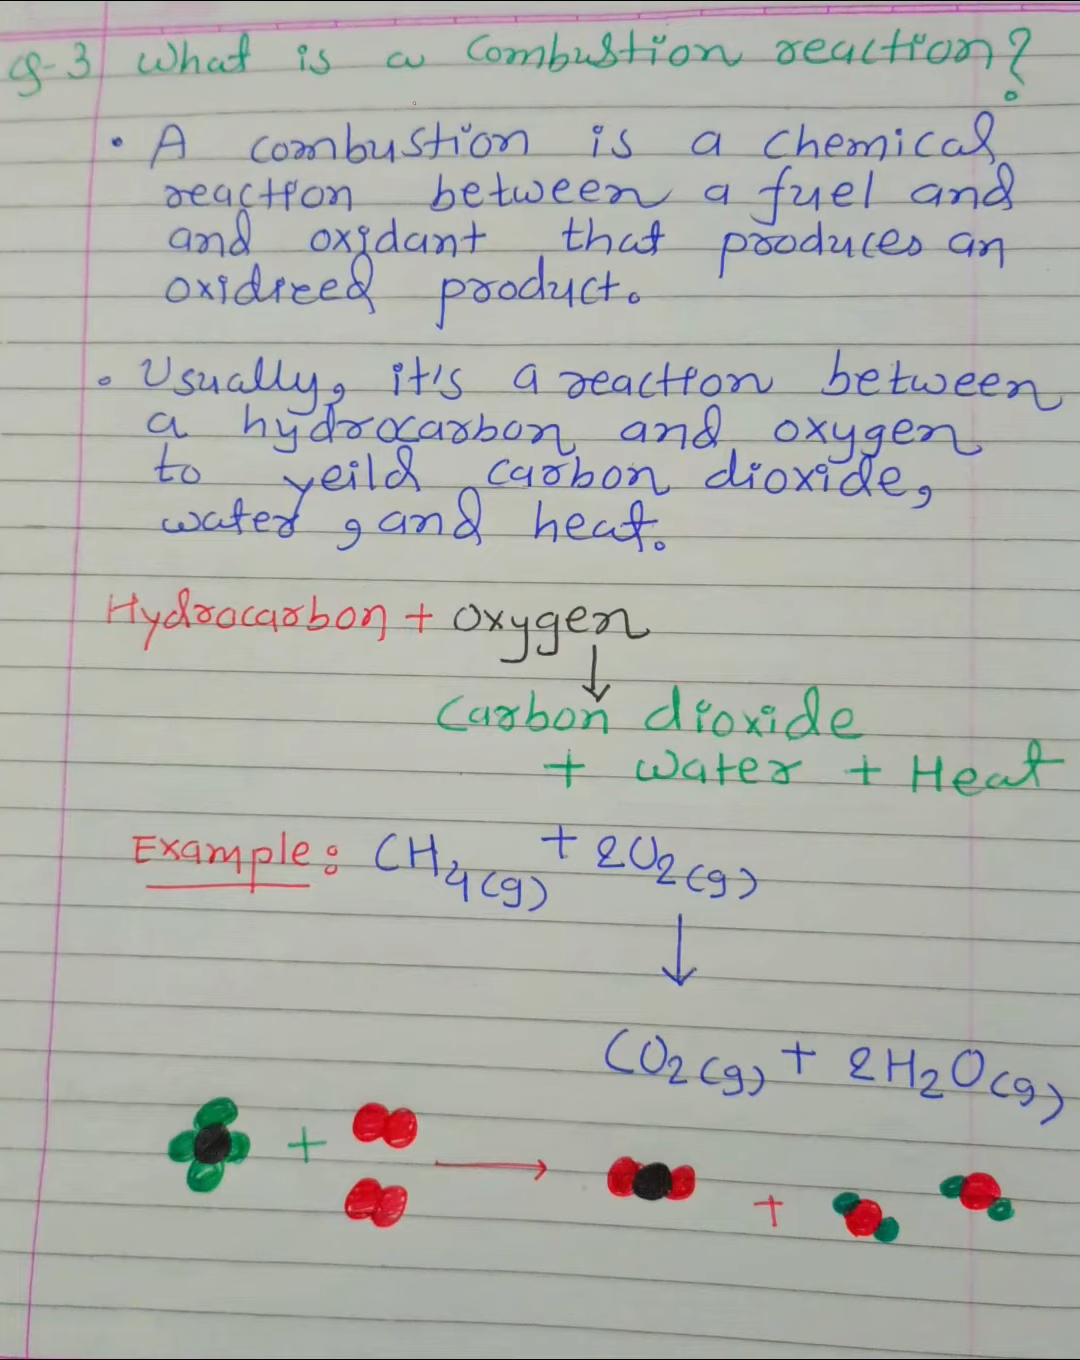 Q-3 What is a combustion reaction?
• A combustion is a chemical
reaction between a fuel and
and oxidant that produces an
oxidized product.
• Usually, it's a reaction between
a hydrocarbon and oxygen
to yeild carbon dioxide,
water, and heat.
Hydrocarbon + Oxygen
↓
Carbon dioxide
+ water + Heat
Example: CH₄(g) + 2O₂(g)
↓
CO₂(g) + 2H₂O(g)
+ → +